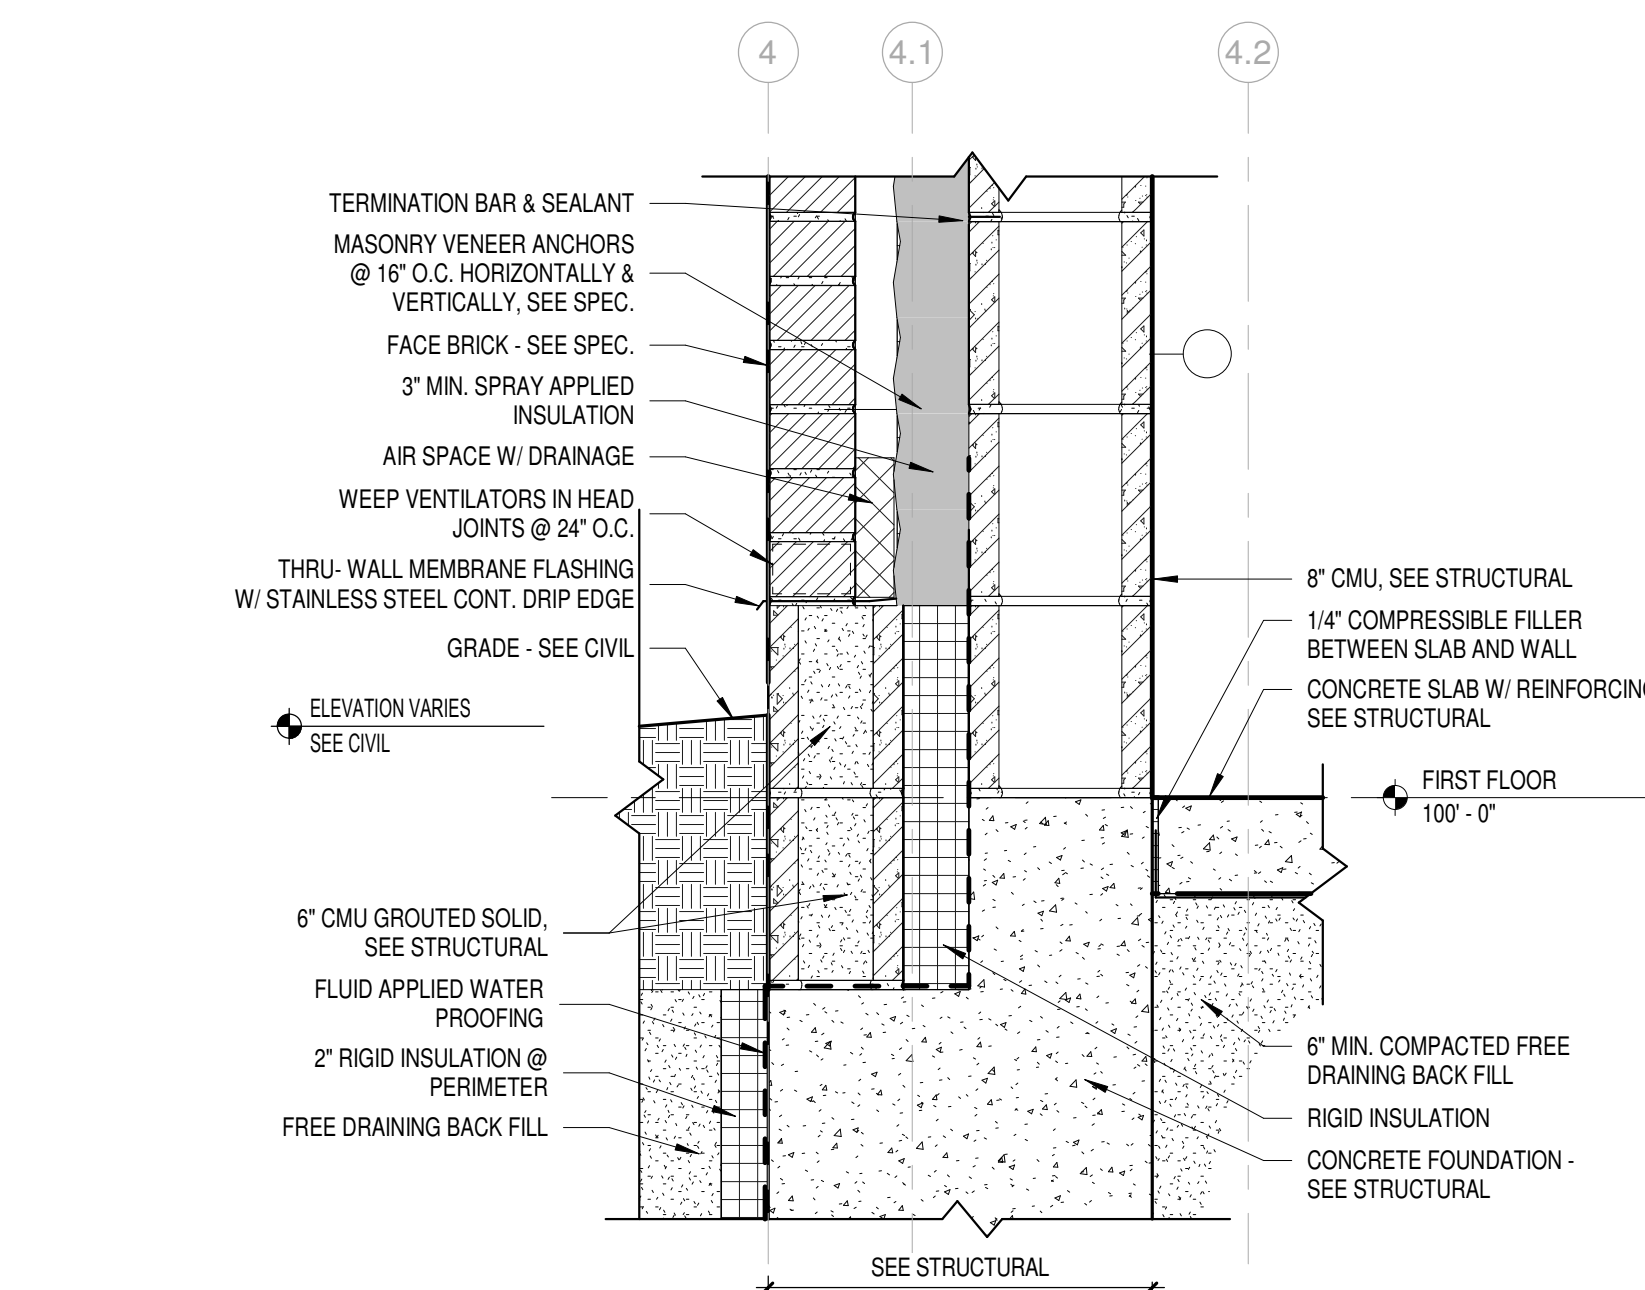 4
4.1
4.2
TERMINATION BAR & SEALANT
MASONRY VENEER ANCHORS
@ 16" O.C. HORIZONTALLY &
VERTICALLY, SEE SPEC.
FACE BRICK - SEE SPEC.
3" MIN. SPRAY APPLIED
INSULATION
AIR SPACE W/ DRAINAGE
WEEP VENTILATORS IN HEAD
JOINTS @ 24" O.C.
THRU- WALL MEMBRANE FLASHING
W/ STAINLESS STEEL CONT. DRIP EDGE
GRADE - SEE CIVIL
ELEVATION VARIES
SEE CIVIL
6" CMU GROUTED SOLID,
SEE STRUCTURAL
FLUID APPLIED WATER
PROOFING
2" RIGID INSULATION @
PERIMETER
FREE DRAINING BACK FILL
8" CMU, SEE STRUCTURAL
1/4" COMPRESSIBLE FILLER
BETWEEN SLAB AND WALL
CONCRETE SLAB W/ REINFORCING
SEE STRUCTURAL
FIRST FLOOR
100' - 0"
6" MIN. COMPACTED FREE
DRAINING BACK FILL
RIGID INSULATION
CONCRETE FOUNDATION -
SEE STRUCTURAL
SEE STRUCTURAL